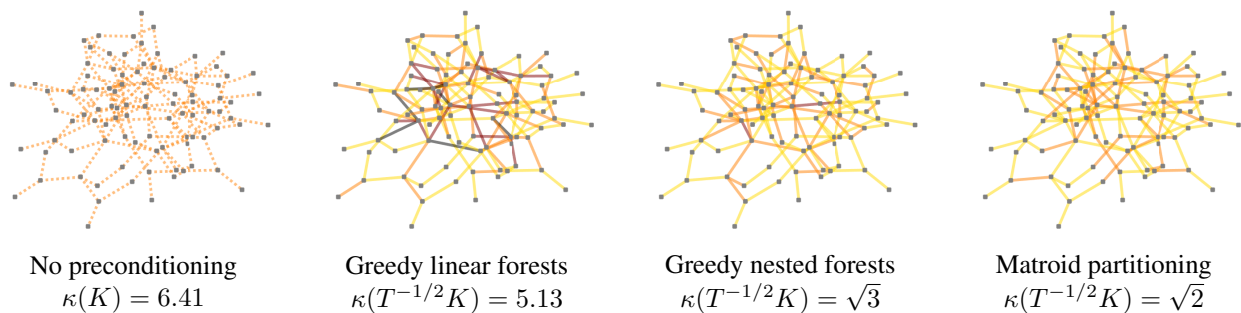 No preconditioning
κ(K) = 6.41
Greedy linear forests
κ(T^{-1/2}K) = 5.13
Greedy nested forests
κ(T^{-1/2}K) = √3
Matroid partitioning
κ(T^{-1/2}K) = √2